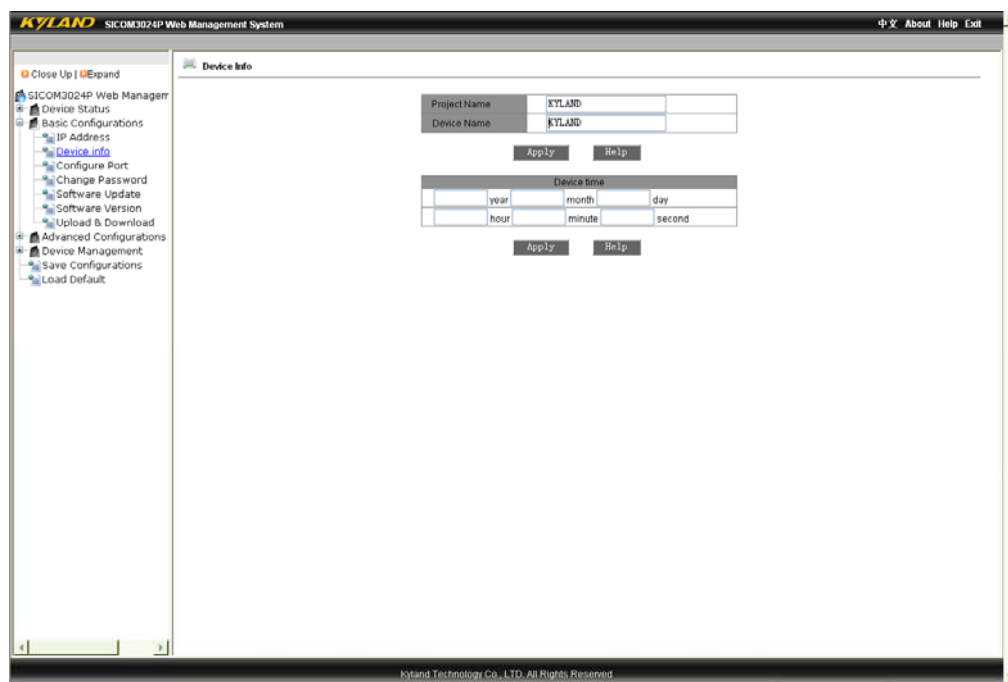 KYLAND SICOM3024P Web Management System
中文 About Help Exit
Close Up | Expand
SICOM3024P Web Managem
Device Status
Basic Configurations
IP Address
Device info
Configure Port
Change Password
Software Update
Software Version
Upload & Download
Advanced Configurations
Device Management
Save Configurations
Load Default
Device Info
Project Name KYLAND
Device Name KYLAND
Apply Help
Device time
year month day
hour minute second
Apply Help
Kyland Technology Co., LTD. All Rights Reserved